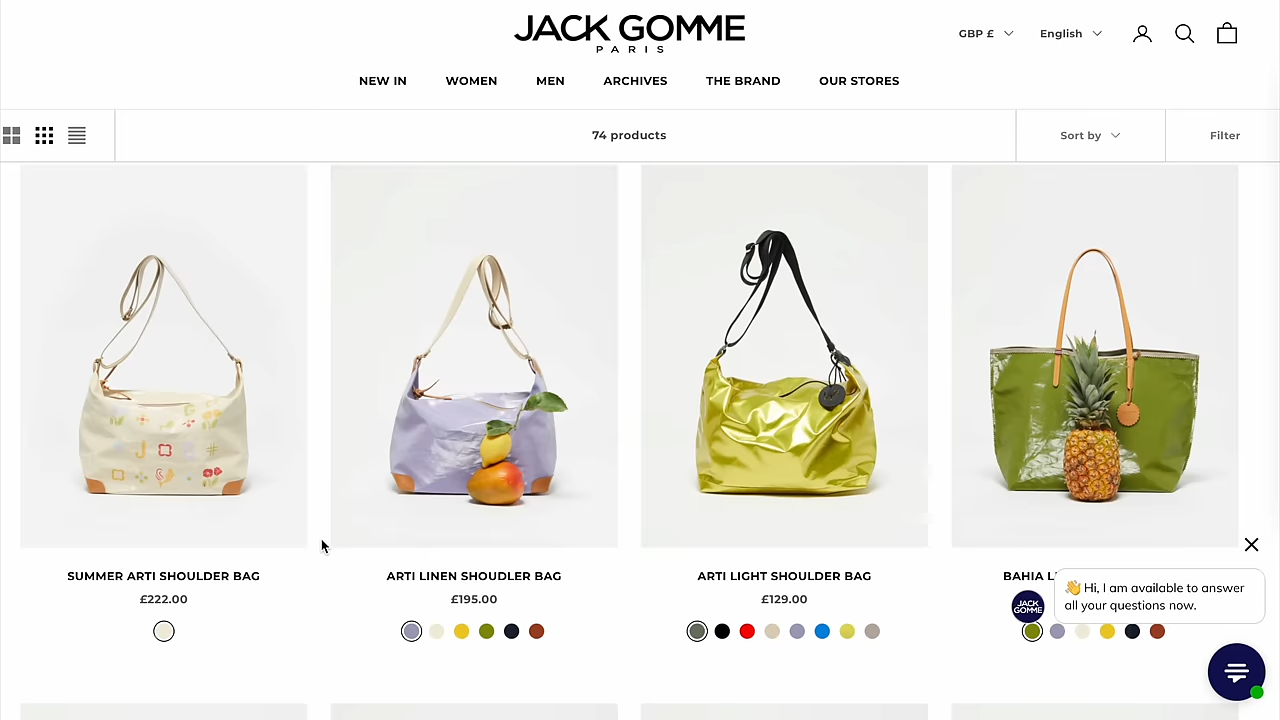 JACK GOMME
PARIS
GBP £
English
NEW IN
WOMEN
MEN
ARCHIVES
THE BRAND
OUR STORES
74 products
Sort by
Filter
J
#
SUMMER ARTI SHOULDER BAG
£222.00
ARTI LINEN SHOUDLER BAG
£195.00
ARTI LIGHT SHOULDER BAG
£129.00
BAHIA
👋 Hi, I am available to answer
all your questions now.
JACK
GOMME